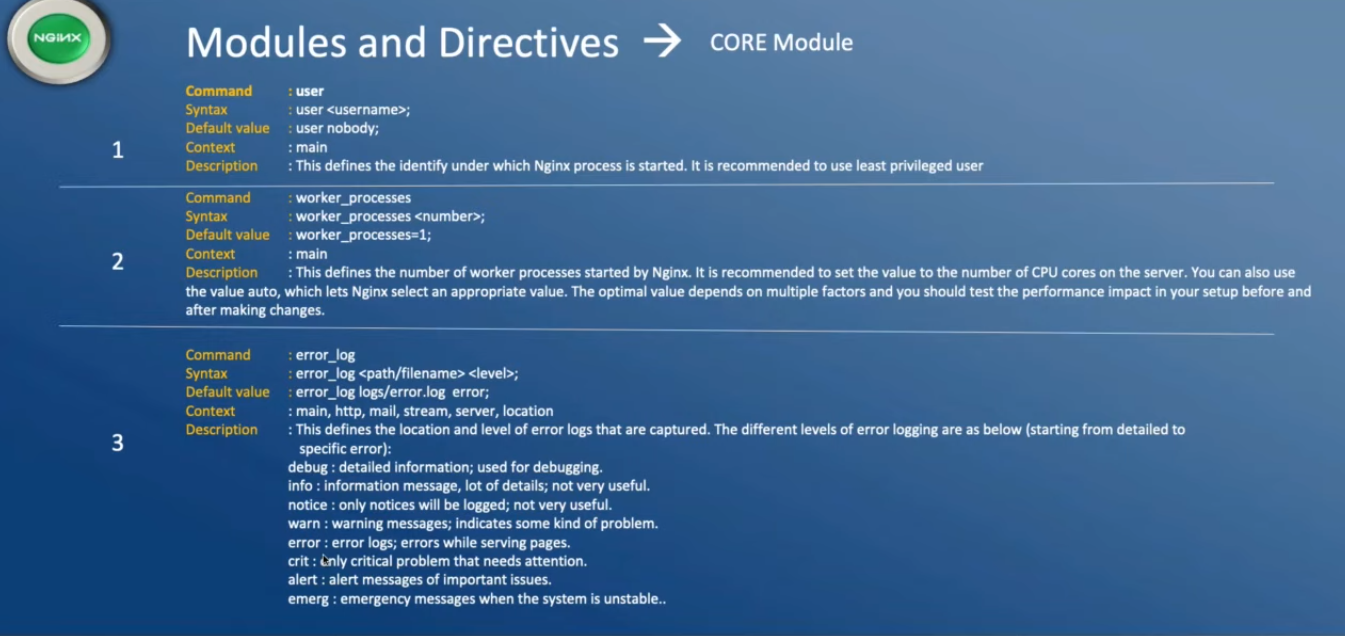 NGINX
Modules and Directives → CORE Module
1
Command : user
Syntax : user <username>;
Default value : user nobody;
Context : main
Description : This defines the identify under which Nginx process is started. It is recommended to use least privileged user
2
Command : worker_processes
Syntax : worker_processes <number>;
Default value : worker_processes=1;
Context : main
Description : This defines the number of worker processes started by Nginx. It is recommended to set the value to the number of CPU cores on the server. You can also use
the value auto, which lets Nginx select an appropriate value. The optimal value depends on multiple factors and you should test the performance impact in your setup before and
after making changes.
3
Command : error_log
Syntax : error_log <path/filename> <level>;
Default value : error_log logs/error.log error;
Context : main, http, mail, stream, server, location
Description : This defines the location and level of error logs that are captured. The different levels of error logging are as below (starting from detailed to
specific error):
debug : detailed information; used for debugging.
info : information message, lot of details; not very useful.
notice : only notices will be logged; not very useful.
warn : warning messages; indicates some kind of problem.
error : error logs; errors while serving pages.
crit : only critical problem that needs attention.
alert : alert messages of important issues.
emerg : emergency messages when the system is unstable..